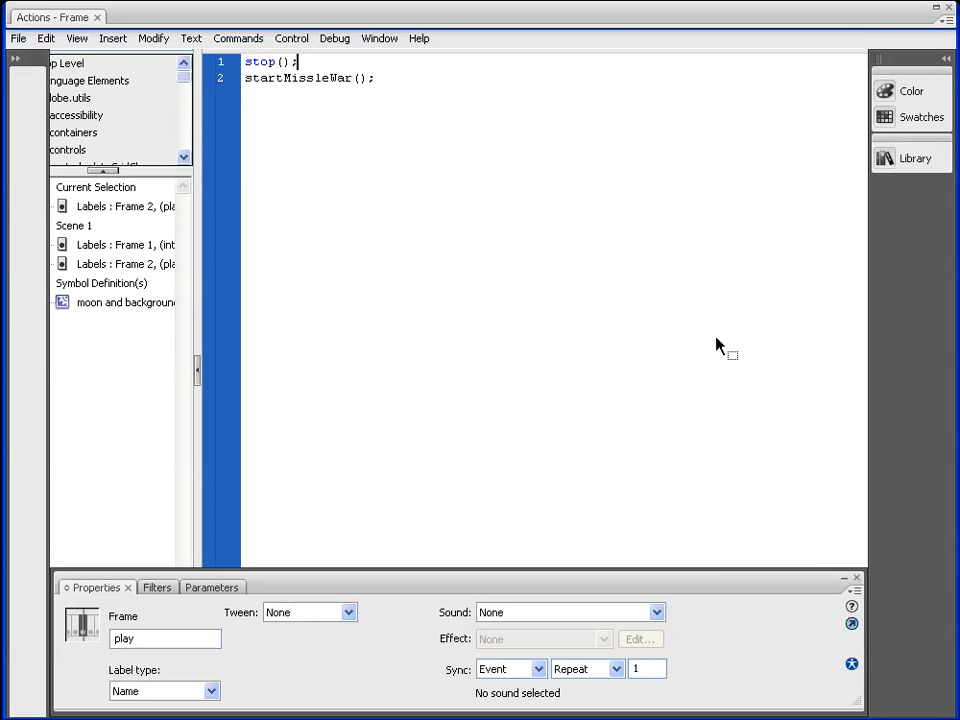 Actions - Frame
File Edit View Insert Modify Text Commands Control Debug Window Help
op Level
nguage Elements
dobe.utils
accessibility
containers
controls
1 stop();
2 startMissleWar();
Color
Swatches
Library
Current Selection
Labels : Frame 2, (pla
Scene 1
Labels : Frame 1, (int
Labels : Frame 2, (pla
Symbol Definition(s)
moon and background
Properties Filters Parameters
Frame
play
Label type:
Name
Tween: None
Sound: None
Effect: None Edit...
Sync: Event Repeat 1
No sound selected